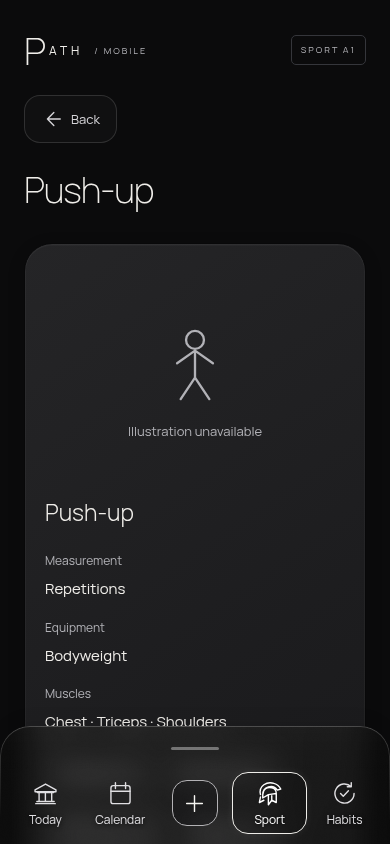 PATH / MOBILE
SPORT A1
Back
Push-up
Illustration unavailable
Push-up
Measurement
Repetitions
Equipment
Bodyweight
Muscles
Chest · Triceps · Shoulders
Today
Calendar
Sport
Habits